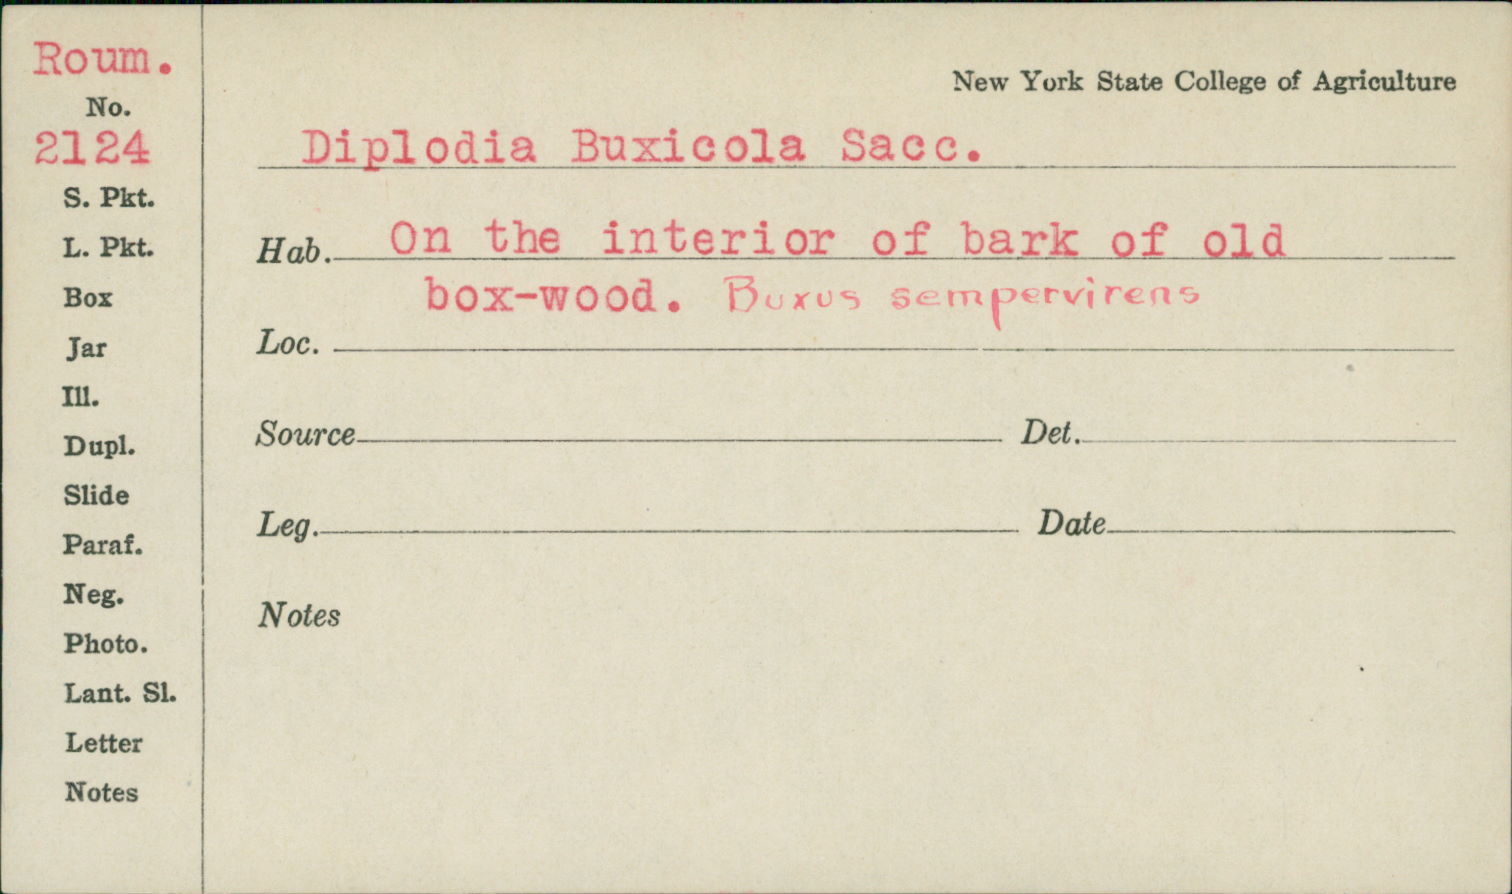 Roum.
No.
2124
S. Pkt.
L. Pkt.
Box
Jar
Ill.
Dupl.
Slide
Paraf.
Neg.
Photo.
Lant. Sl.
Letter
Notes
New York State College of Agriculture
Diplodia Buxicola Sacc.
Hab. On the interior of bark of old
box-wood. Buxus sempervirens
Loc.
Source Det.
Leg. Date
Notes